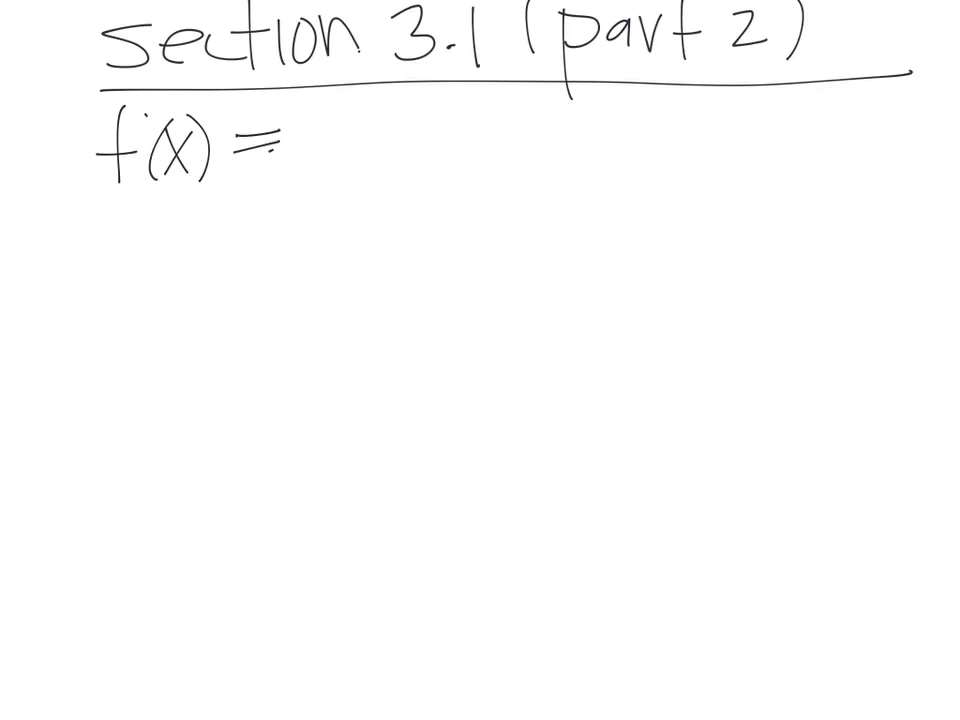 section 3.1 (part 2)
f(x) =